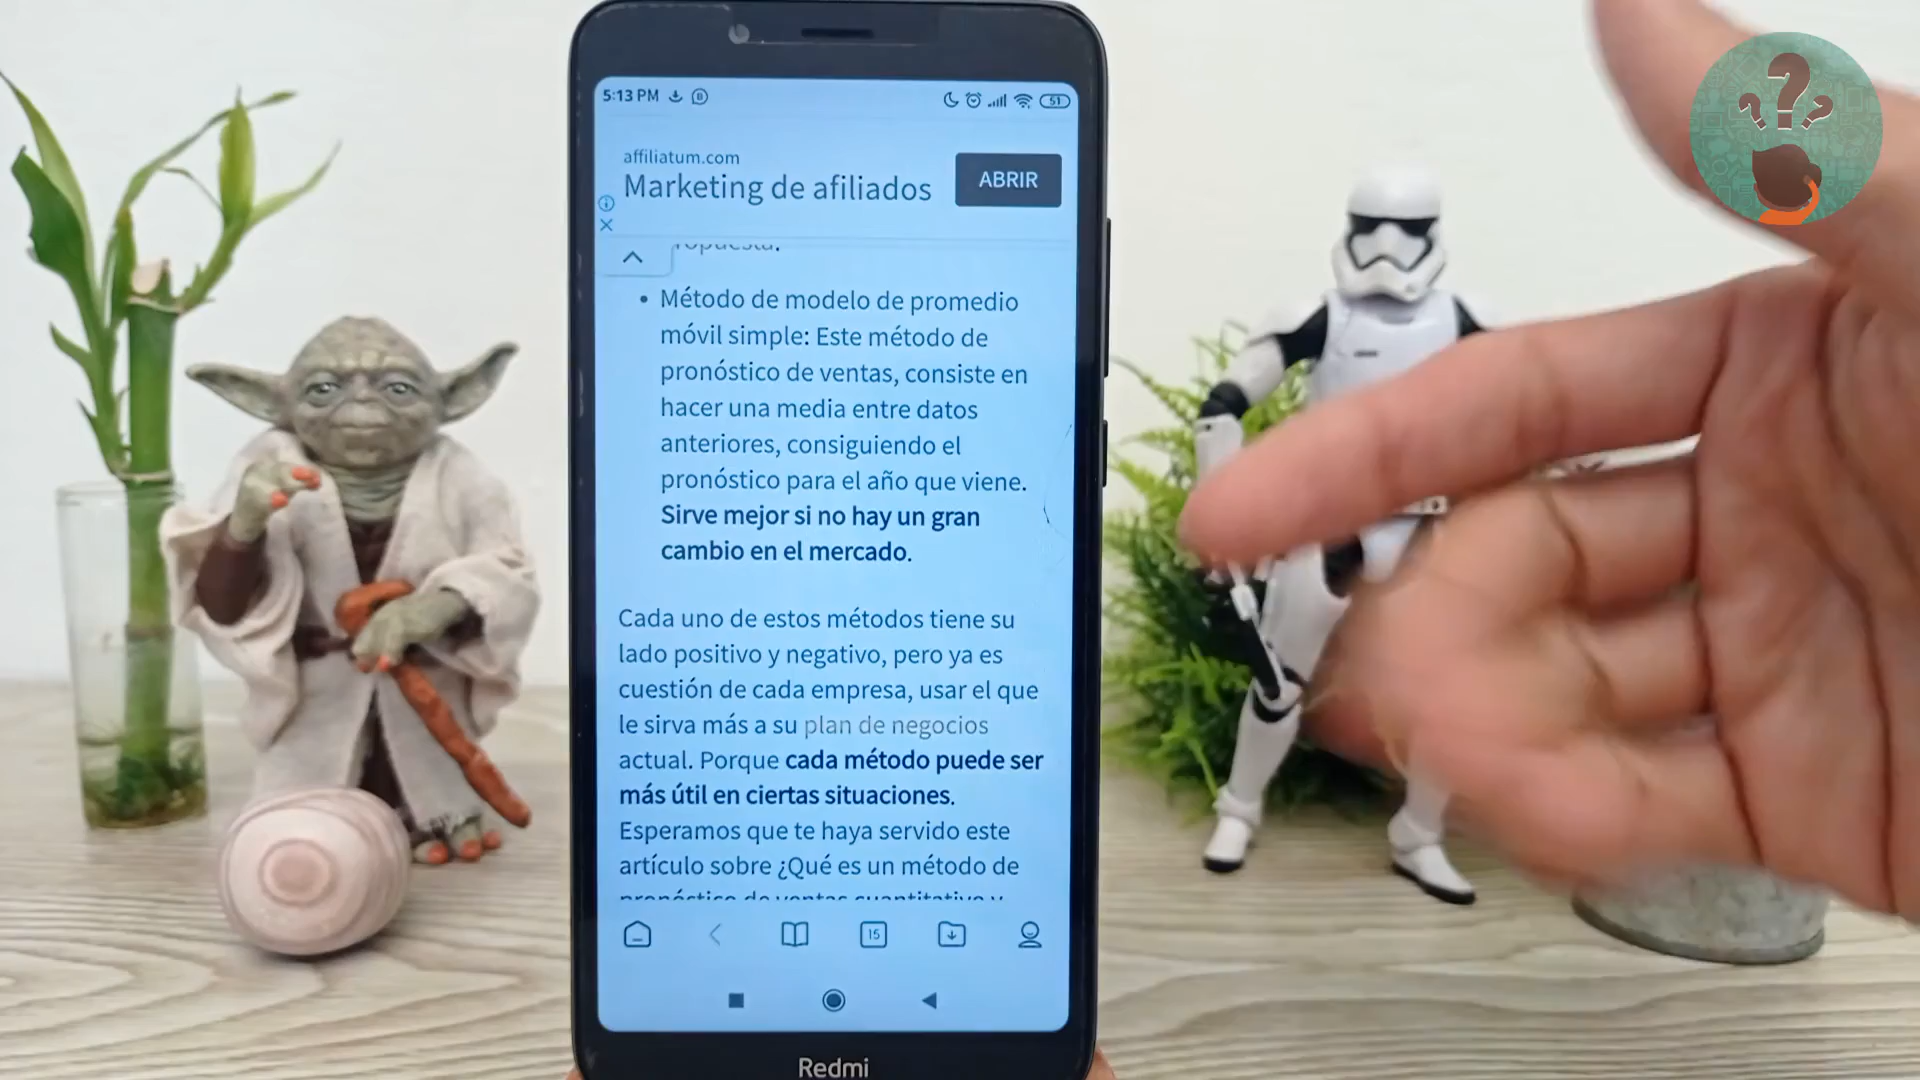 5:13 PM
51
affiliatum.com
Marketing de afiliados
ABRIR
• Método de modelo de promedio
móvil simple: Este método de
pronóstico de ventas, consiste en
hacer una media entre datos
anteriores, consiguiendo el
pronóstico para el año que viene.
Sirve mejor si no hay un gran
cambio en el mercado.
Cada uno de estos métodos tiene su
lado positivo y negativo, pero ya es
cuestión de cada empresa, usar el que
le sirva más a su plan de negocios
actual. Porque cada método puede ser
más útil en ciertas situaciones.
Esperamos que te haya servido este
artículo sobre ¿Qué es un método de
pronóstico de ventas cuantitativo y
15
Redmi
???